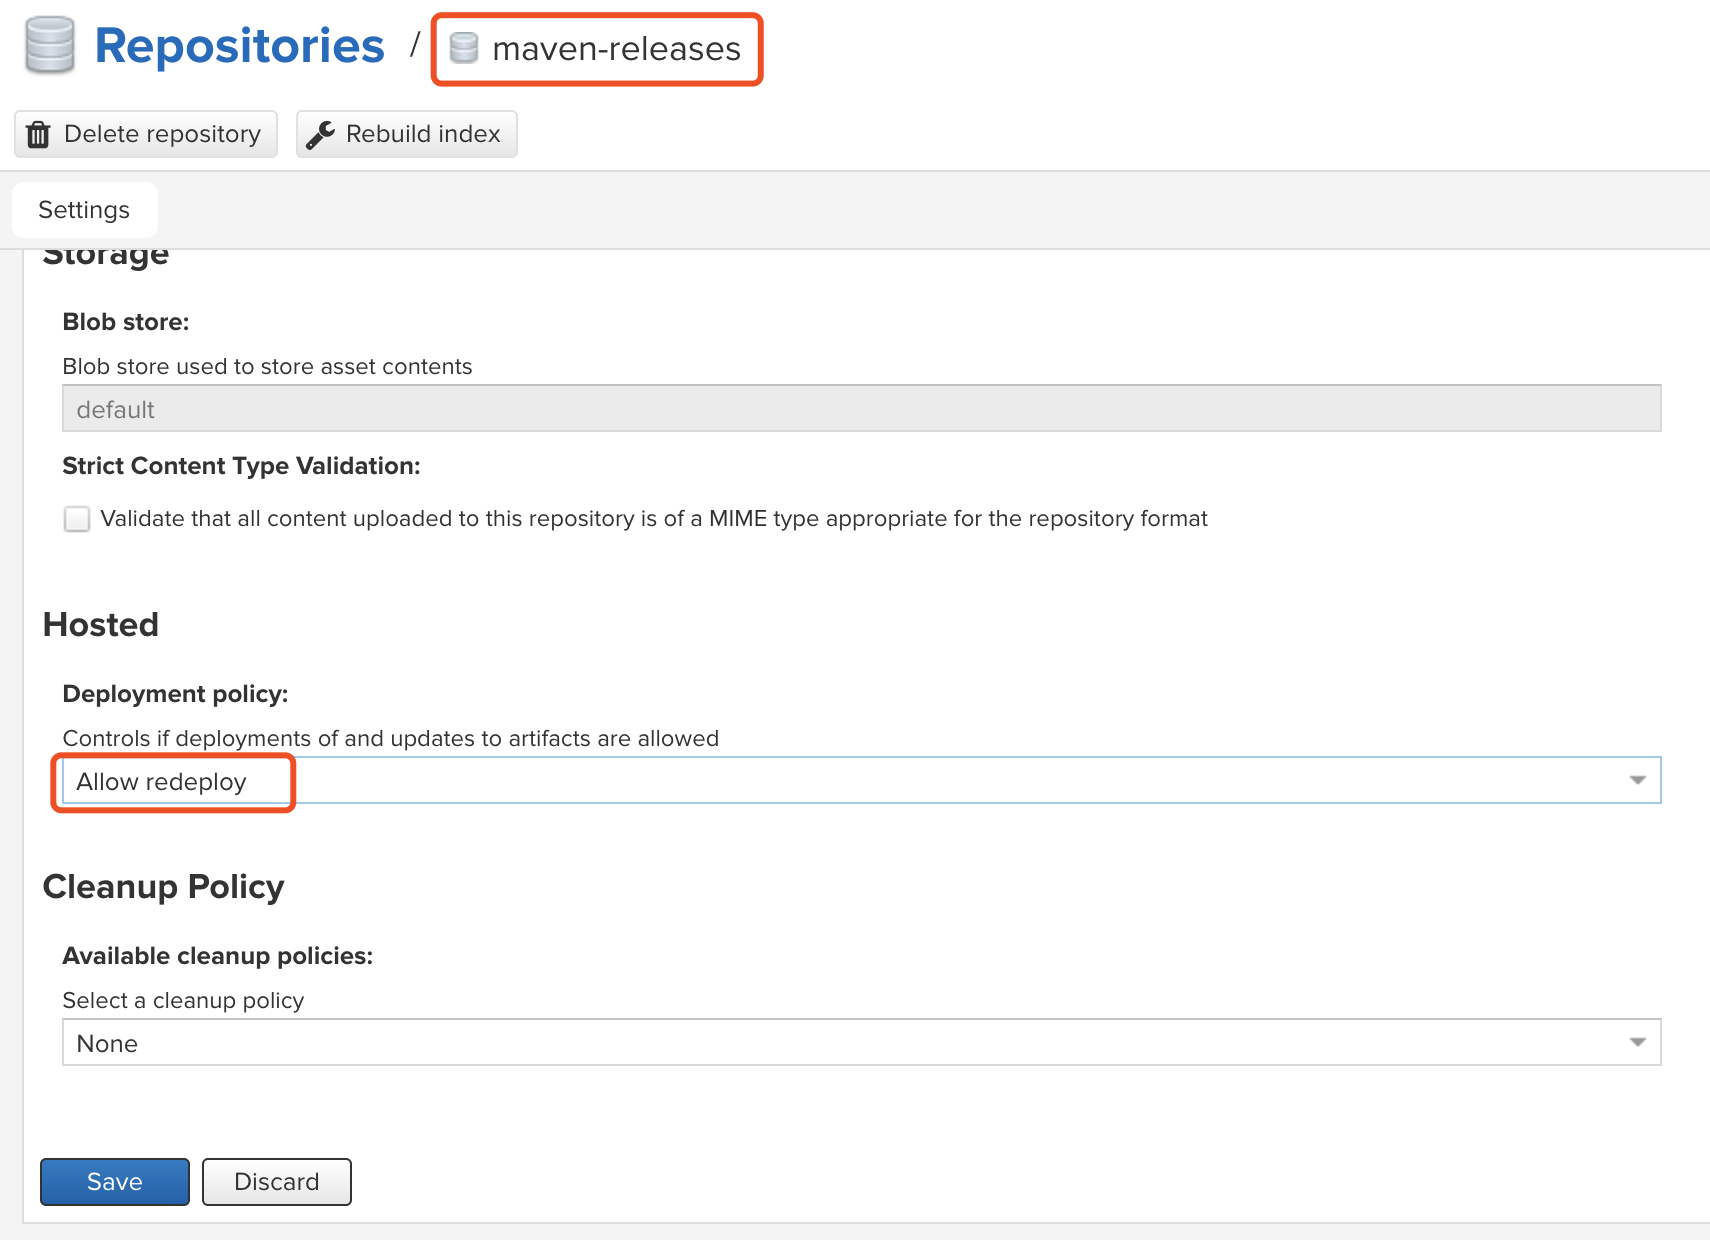 Repositories / maven-releases
Delete repository Rebuild index
Settings
Storage
Blob store:
Blob store used to store asset contents
default
Strict Content Type Validation:
Validate that all content uploaded to this repository is of a MIME type appropriate for the repository format
Hosted
Deployment policy:
Controls if deployments of and updates to artifacts are allowed
Allow redeploy
Cleanup Policy
Available cleanup policies:
Select a cleanup policy
None
Save Discard